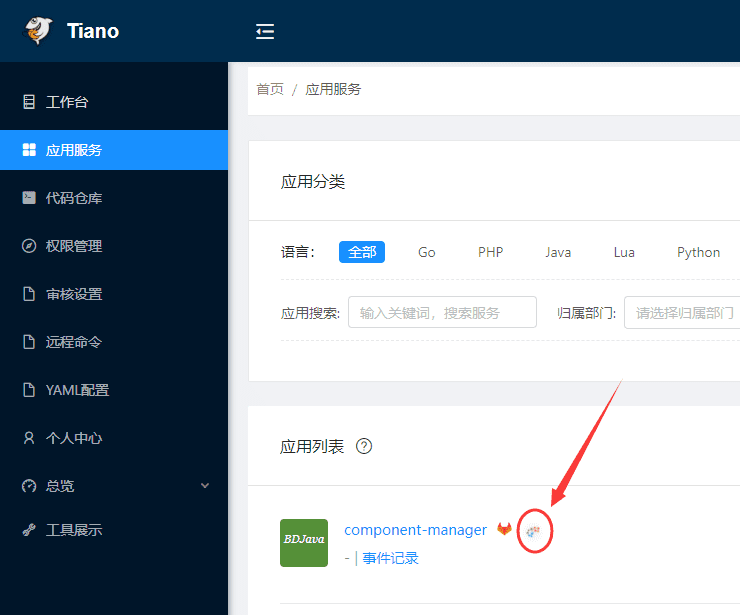 Tiano
工作台
应用服务
代码仓库
权限管理
审核设置
远程命令
YAML配置
个人中心
总览
工具展示
首页 / 应用服务
应用分类
语言: 全部 Go PHP Java Lua Python
应用搜索: 输入关键词，搜索服务 归属部门: 请选择归属部门
应用列表 ?
BDJava
component-manager
- | 事件记录